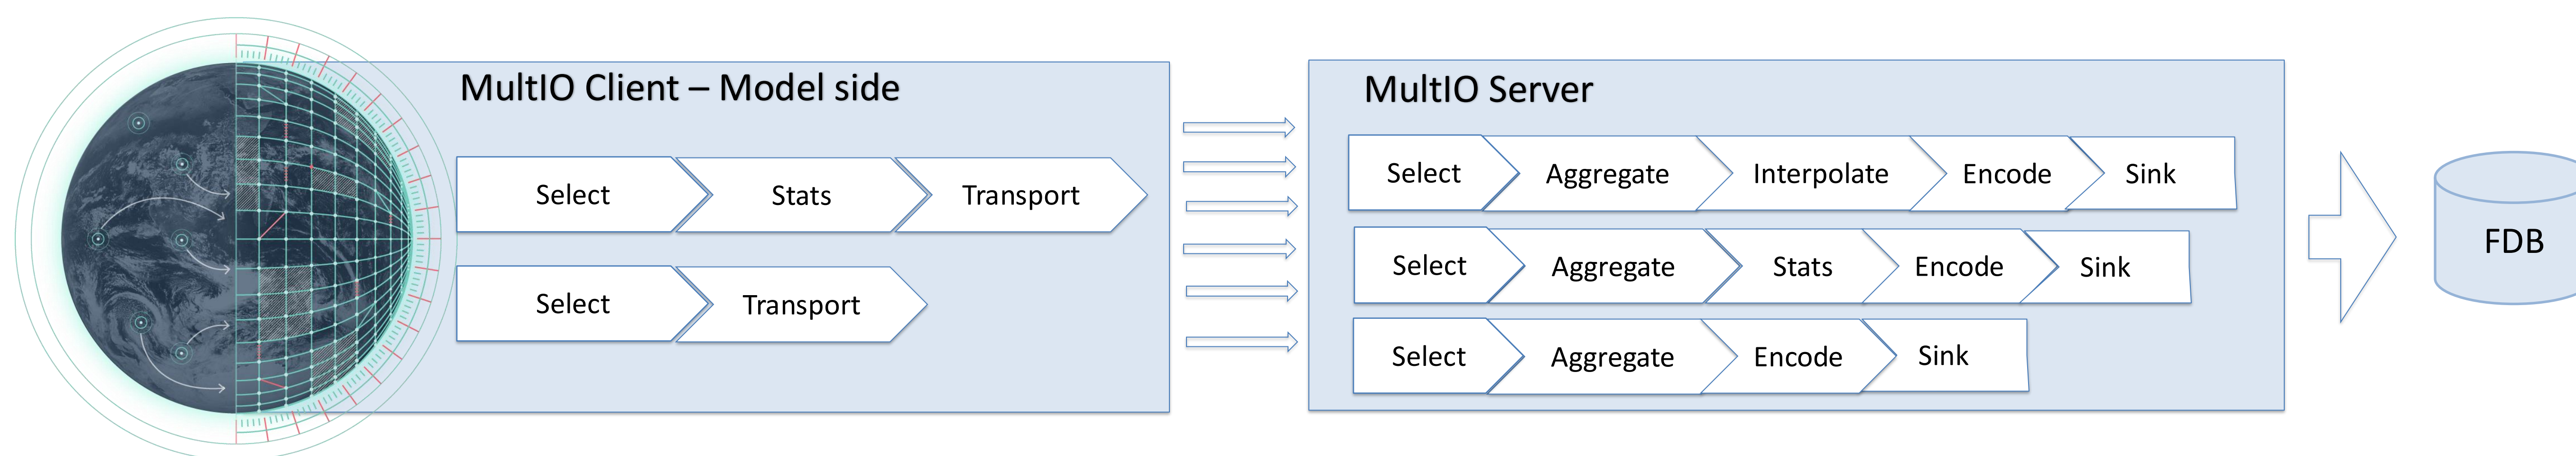 MultIO Client – Model side
Select Stats Transport
Select Transport
MultIO Server
Select Aggregate Interpolate Encode Sink
Select Aggregate Stats Encode Sink
Select Aggregate Encode Sink
FDB